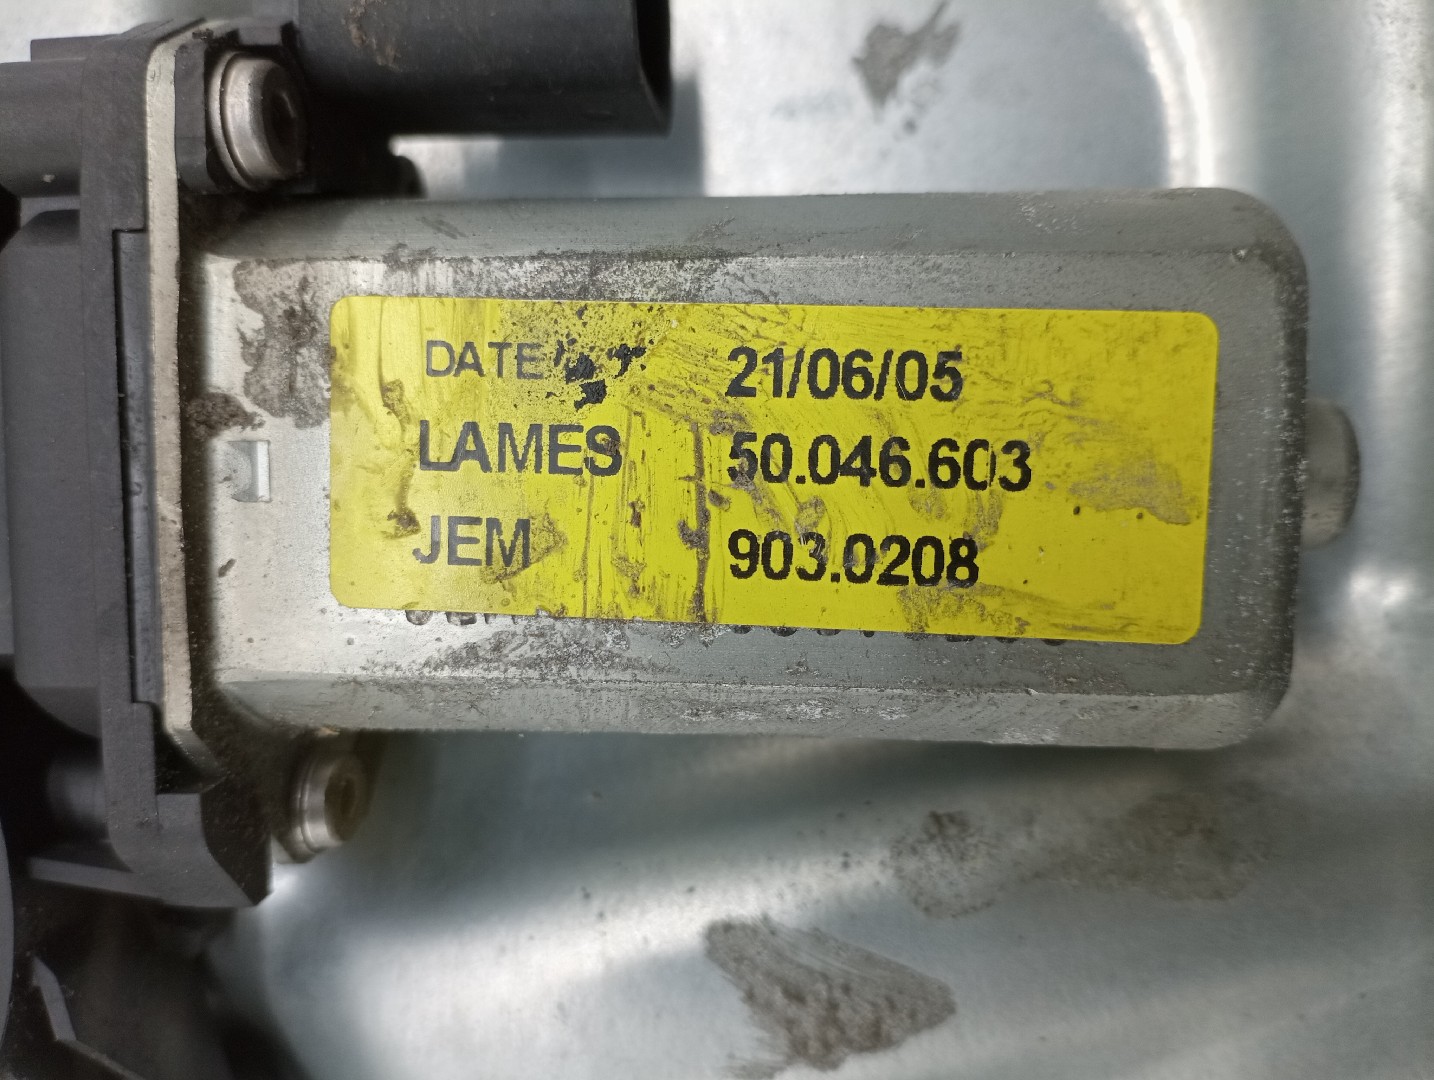 DATE 21/06/05
LAMES 50.046.603
JEM 903.0208